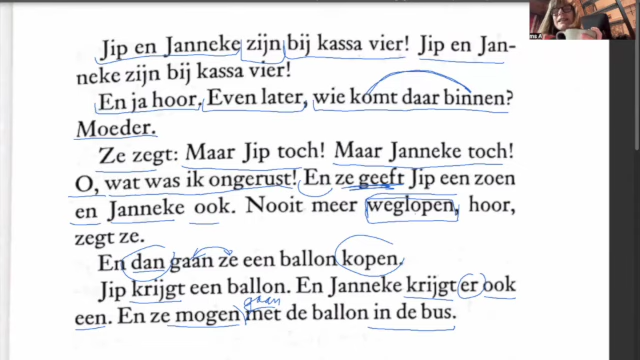 Jip en Janneke zijn bij kassa vier! Jip en Jan-
neke zijn bij kassa vier!
En ja hoor. Even later, wie komt daar binnen?
Moeder.
Ze zegt: Maar Jip toch! Maar Janneke toch!
O, wat was ik ongerust! En ze geeft Jip een zoen
en Janneke ook. Nooit meer weglopen, hoor,
zegt ze.
En dan gaan ze een ballon kopen.
Jip krijgt een ballon. En Janneke krijgt er ook
gaan
een. En ze mogen met de ballon in de bus.